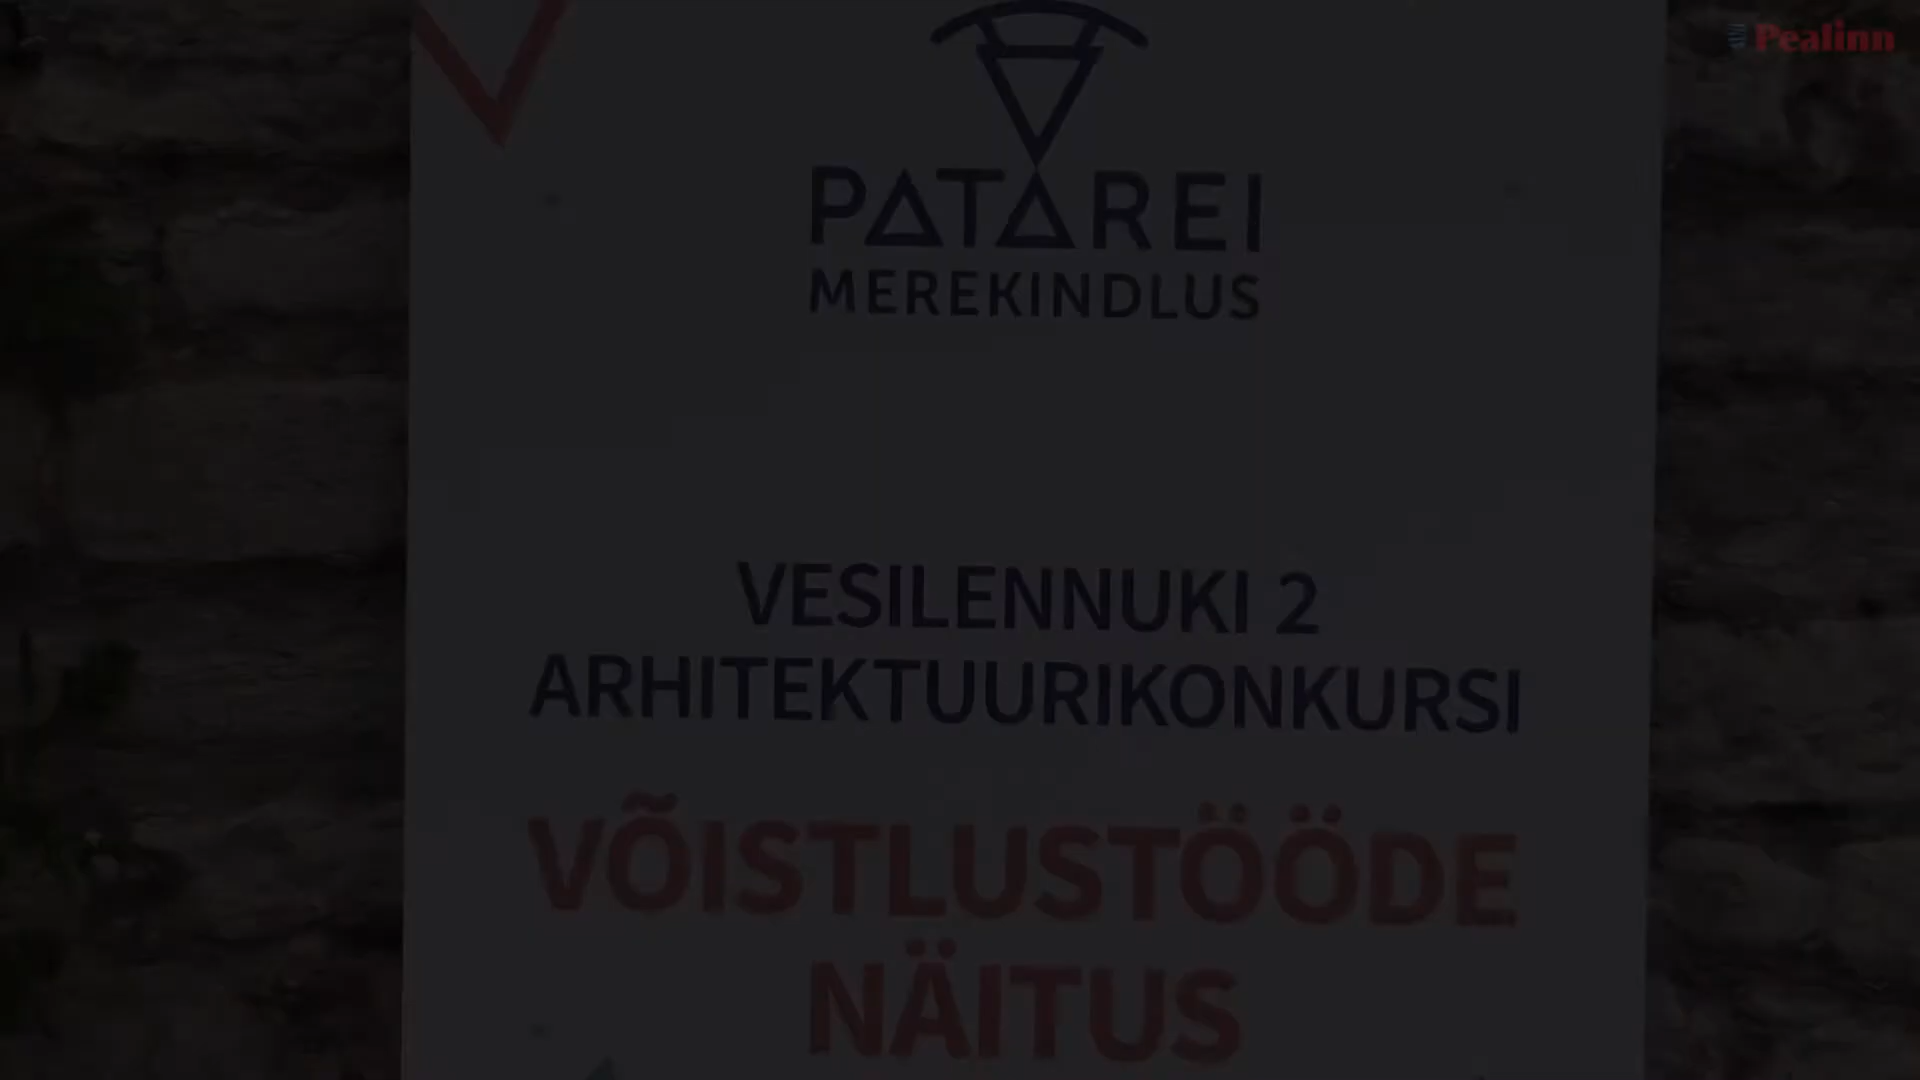 Pealinn
PATAREI
MEREKINDLUS
VESILENNUKI 2
ARHITEKTUURIKONKURSI
VÕISTLUSTÖÖDE
NÄITUS